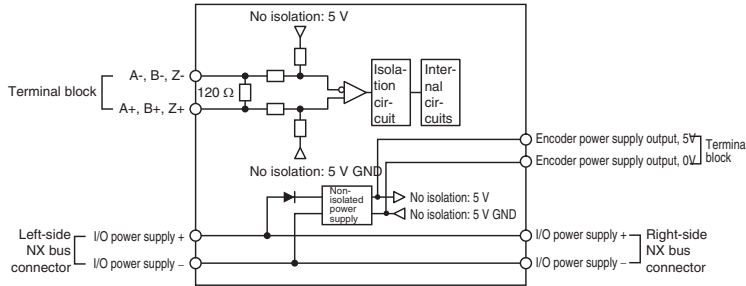 No isolation: 5 V
A-, B-, Z-
Terminal block
120 Ω
A+, B+, Z+
Isola-
tion
cir-
cuit
Inter-
nal
cir-
cuits
No isolation: 5 V GND
Encoder power supply output, 5V
Encoder power supply output, 0V
Termina
block
Non-
isolated
power
supply
No isolation: 5 V
No isolation: 5 V GND
Left-side
NX bus
connector
I/O power supply +
I/O power supply –
I/O power supply +
I/O power supply –
Right-side
NX bus
connector